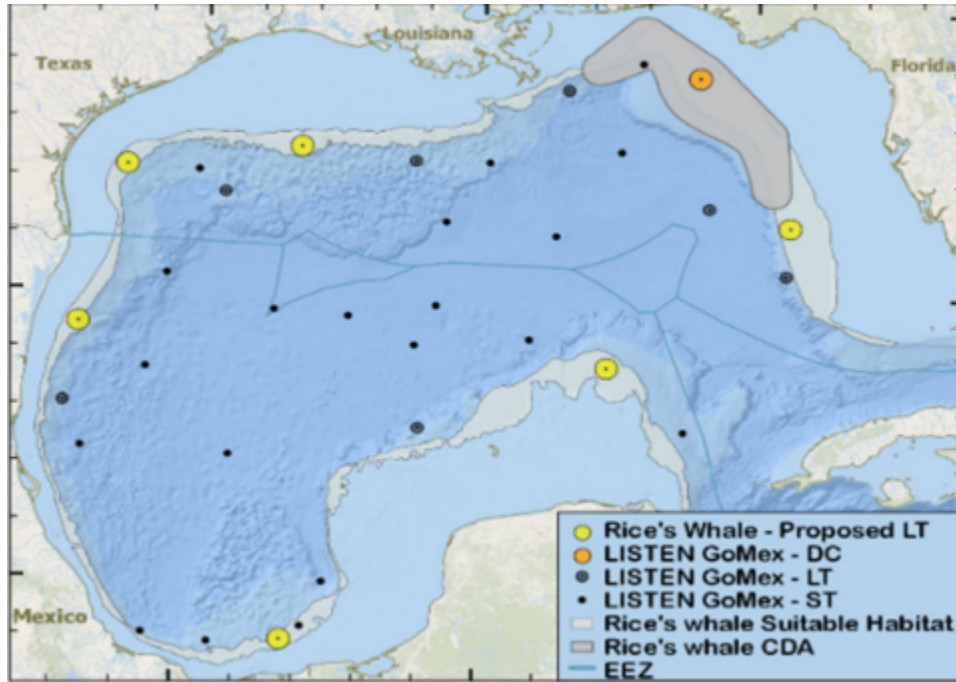 Louisiana
Texas
Florida
Mexico
Rice's Whale - Proposed LT
LISTEN GoMex - DC
LISTEN GoMex - LT
LISTEN GoMex - ST
Rice's whale Suitable Habitat
Rice's whale CDA
EEZ